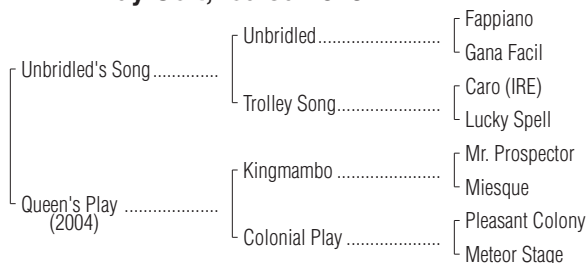 Unbridled
Fappiano
Gana Facil
Unbridled's Song
Trolley Song
Caro (IRE)
Lucky Spell
Kingmambo
Mr. Prospector
Miesque
Queen's Play
(2004)
Colonial Play
Pleasant Colony
Meteor Stage